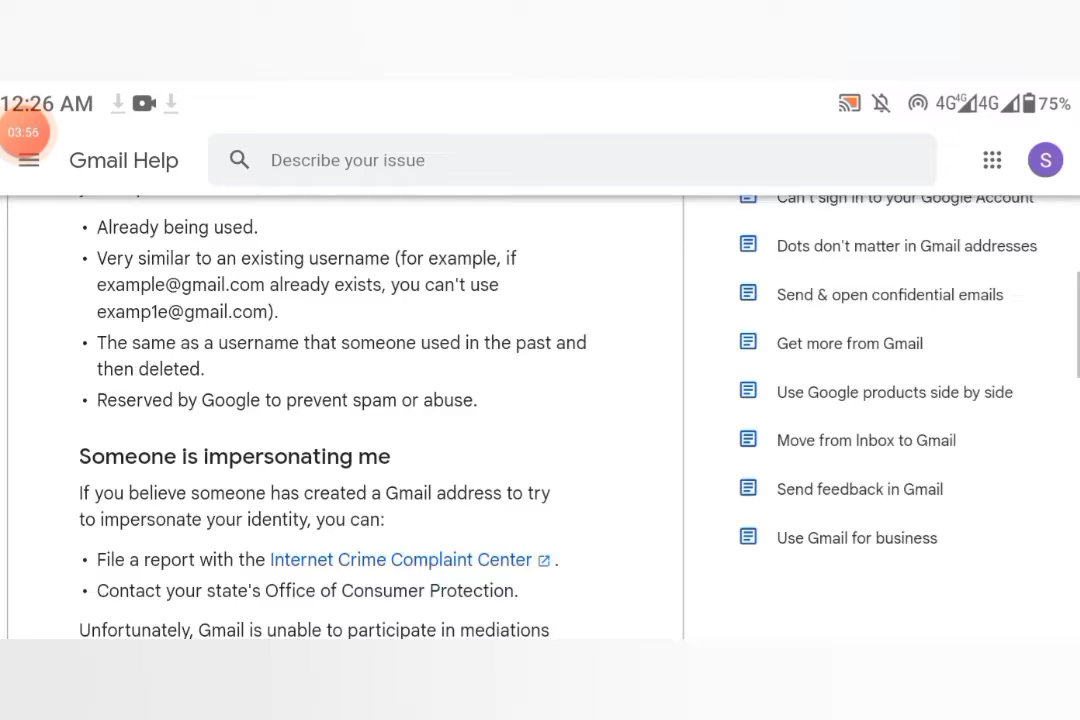 12:26 AM
4G 4G 4G 75%
03:56
Gmail Help
Describe your issue
S
• Already being used.
• Very similar to an existing username (for example, if
example@gmail.com already exists, you can't use
examp1e@gmail.com).
• The same as a username that someone used in the past and
then deleted.
• Reserved by Google to prevent spam or abuse.
Someone is impersonating me
If you believe someone has created a Gmail address to try
to impersonate your identity, you can:
• File a report with the Internet Crime Complaint Center .
• Contact your state's Office of Consumer Protection.
Unfortunately, Gmail is unable to participate in mediations
Can't sign in to your Google Account
Dots don't matter in Gmail addresses
Send & open confidential emails
Get more from Gmail
Use Google products side by side
Move from Inbox to Gmail
Send feedback in Gmail
Use Gmail for business